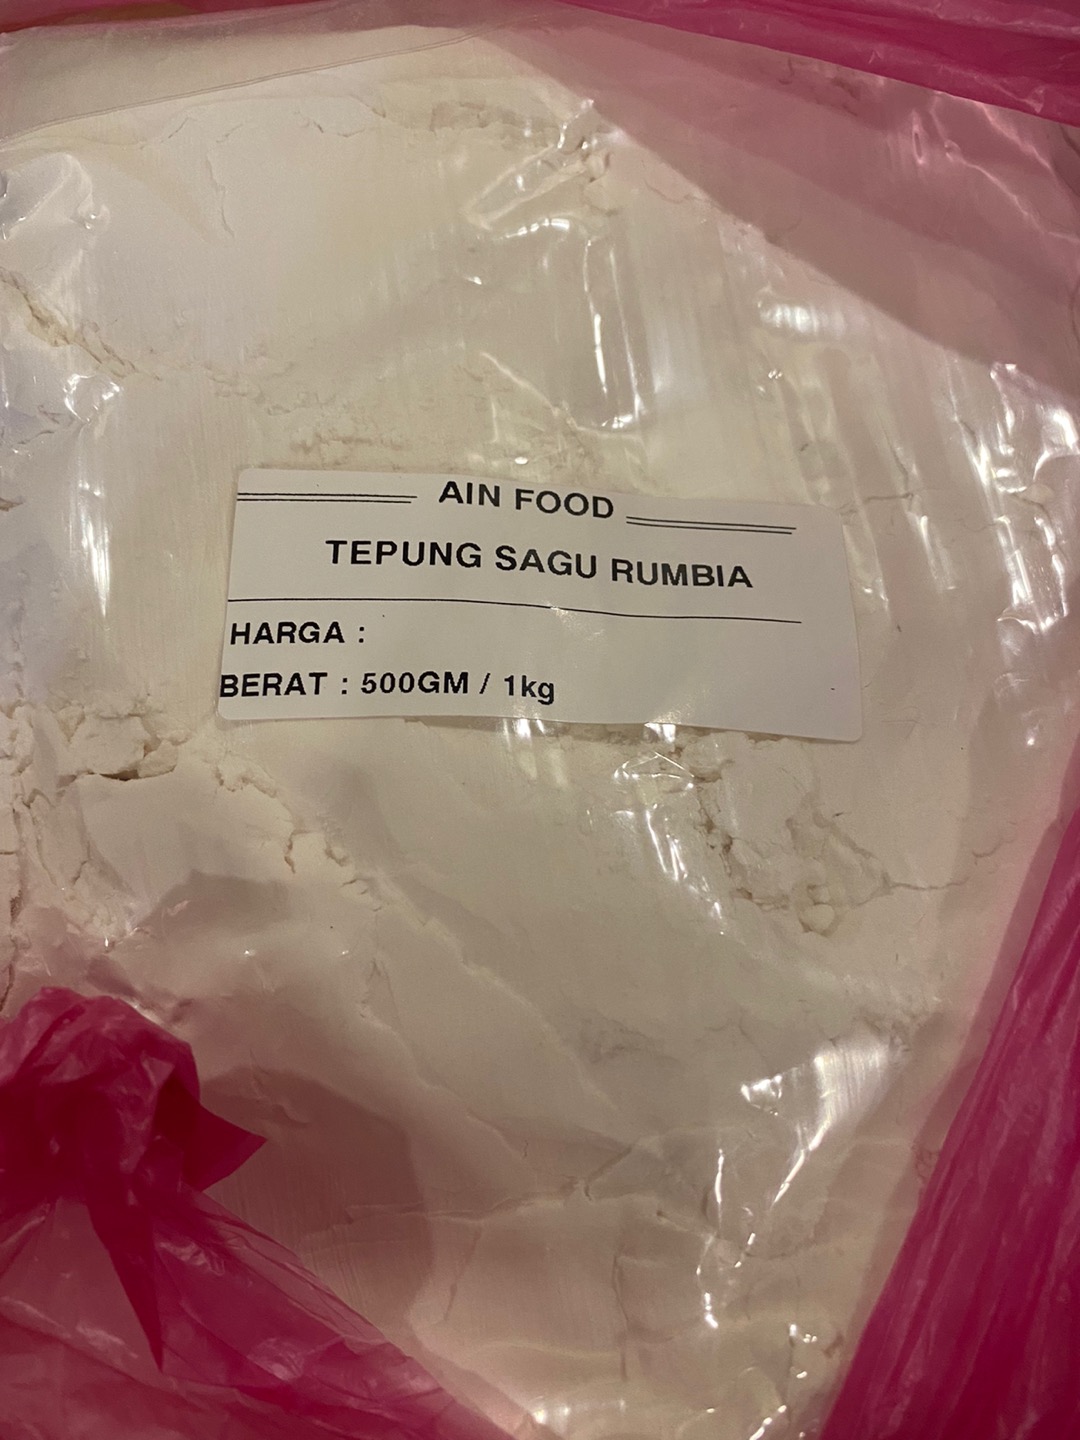 AIN FOOD
TEPUNG SAGU RUMBIA
HARGA :
BERAT : 500GM / 1kg